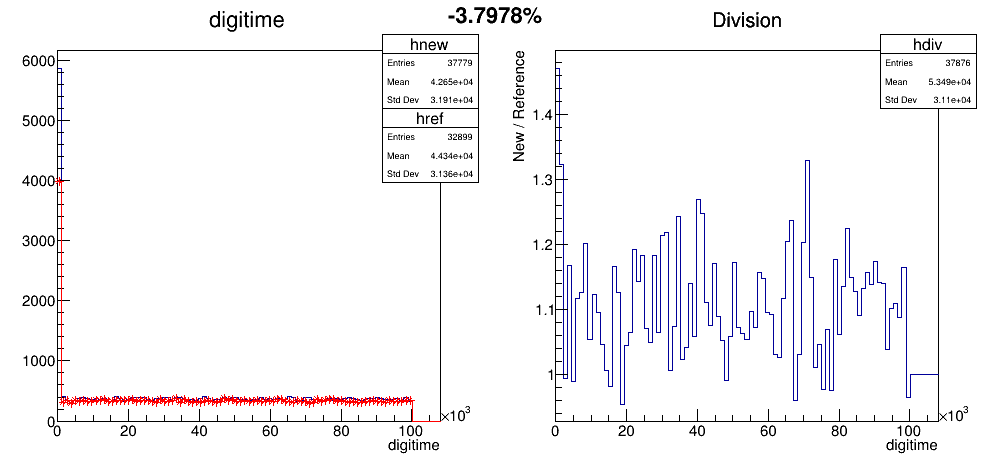 -3.7978%
digitime
hnew
Entries 37779
Mean 4.265e+04
Std Dev 3.191e+04
href
Entries 32899
Mean 4.434e+04
Std Dev 3.136e+04
6000
5000
4000
3000
2000
1000
0
0 20 40 60 80 100
×10³
digitime
Division
hdiv
Entries 37876
Mean 5.349e+04
Std Dev 3.11e+04
New / Reference
1.4
1.3
1.2
1.1
1
0 20 40 60 80 100
×10³
digitime